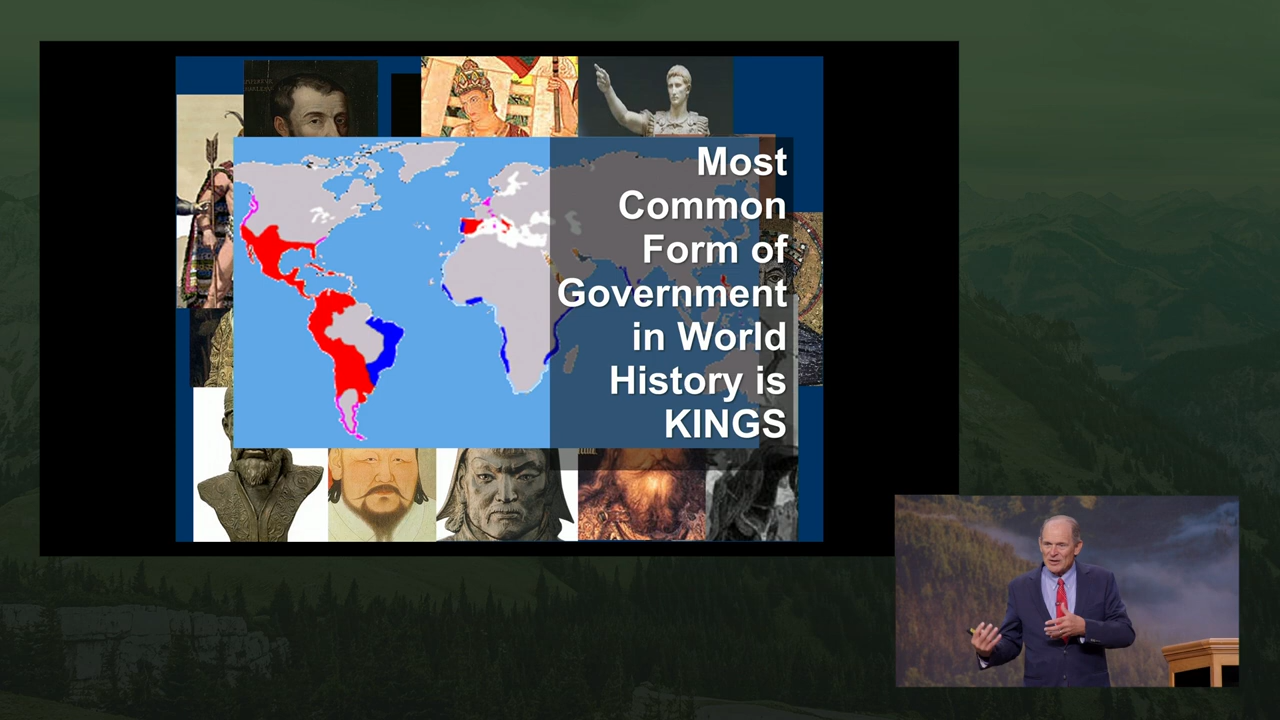 Most
Common
Form of
Government
in World
History is
KINGS